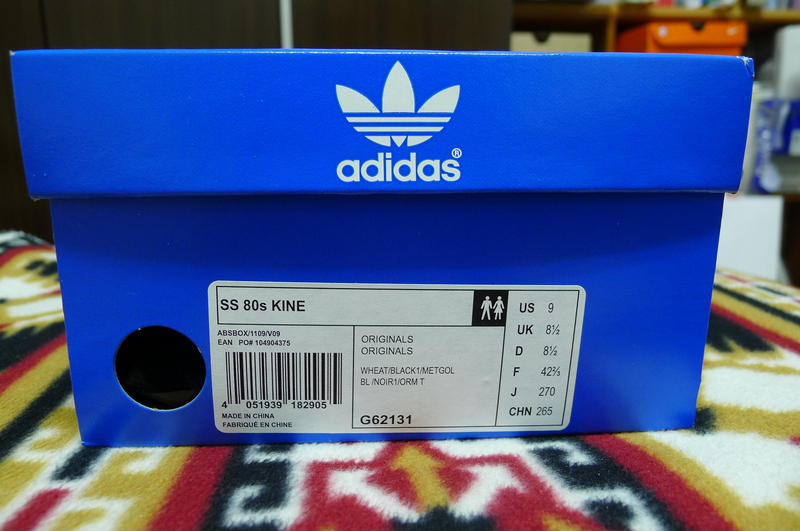 adidas®
SS 80s KINE
ABSBOX/1109/V09
EAN PO# 104904375
4 051939 182905
MADE IN CHINA
FABRIQUÉ EN CHINE
ORIGINALS
ORIGINALS
WHEAT/BLACK1/METGOL
BL /NOIR1/ORM T
G62131
US 9
UK 8½
D 8½
F 42⅔
J 270
CHN 265